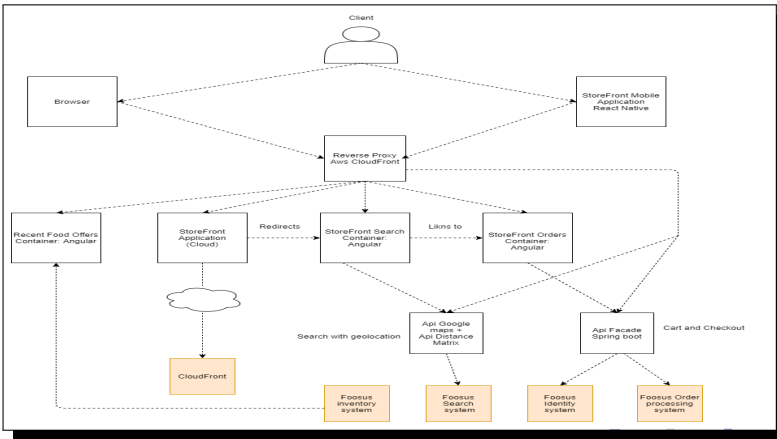 Client
Browser
StoreFront Mobile
Application
React Native
Reverse Proxy
Aws CloudFront
Recent Food Offers
Container: Angular
StoreFront
Application
(Cloud)
Redirects
StoreFront Search
Container:
Angular
Likns to
StoreFront Orders
Container:
Angular
Search with geolocation
Api Google
maps +
Api Distance
Matrix
Api Facade
Spring boot
Cart and Checkout
CloudFront
Foosus
inventory
system
Foosus
Search
system
Foosus
Identity
system
Foosus Order
processing
system